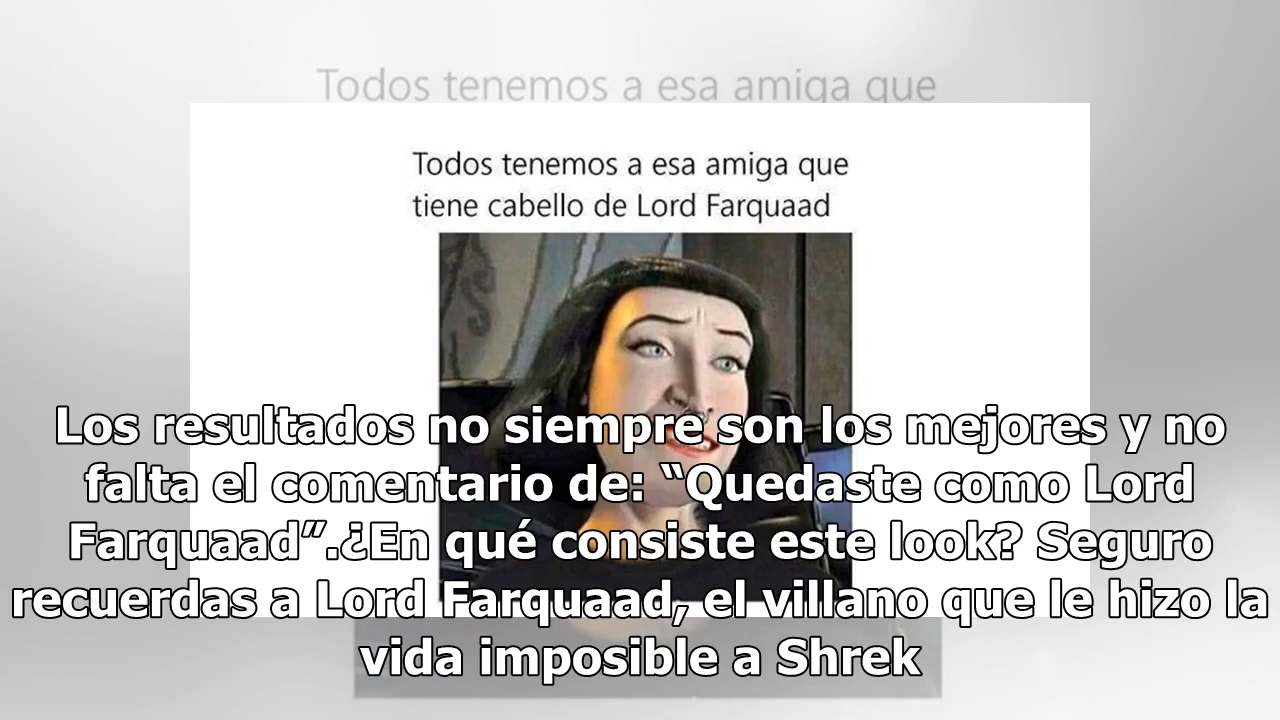 Todos tenemos a esa amiga que
Todos tenemos a esa amiga que
tiene cabello de Lord Farquaad
Los resultados no siempre son los mejores y no
falta el comentario de: “Quedaste como Lord
Farquaad”.¿En qué consiste este look? Seguro
recuerdas a Lord Farquaad, el villano que le hizo la
vida imposible a Shrek